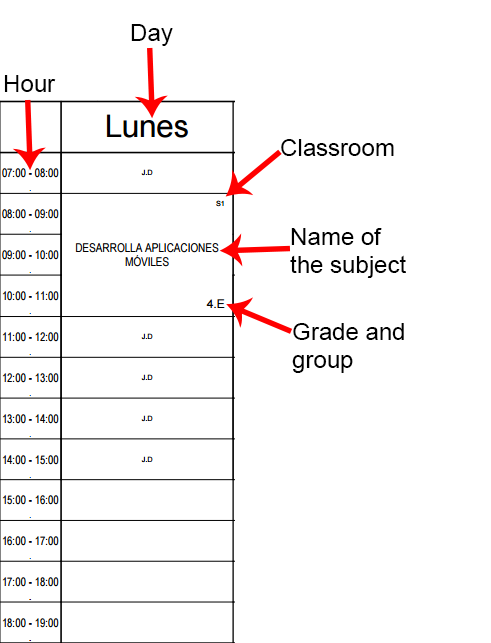 Day
Hour
Lunes
Classroom
07:00 - 08:00 J.D
.
S1
08:00 - 09:00
.
Name of
the subject
DESARROLLA APLICACIONES
MÓVILES
09:00 - 10:00
.
10:00 - 11:00
.
4.E
Grade and
group
11:00 - 12:00 J.D
.
12:00 - 13:00 J.D
.
13:00 - 14:00 J.D
.
14:00 - 15:00 J.D
.
15:00 - 16:00
.
16:00 - 17:00
.
17:00 - 18:00
.
18:00 - 19:00
.